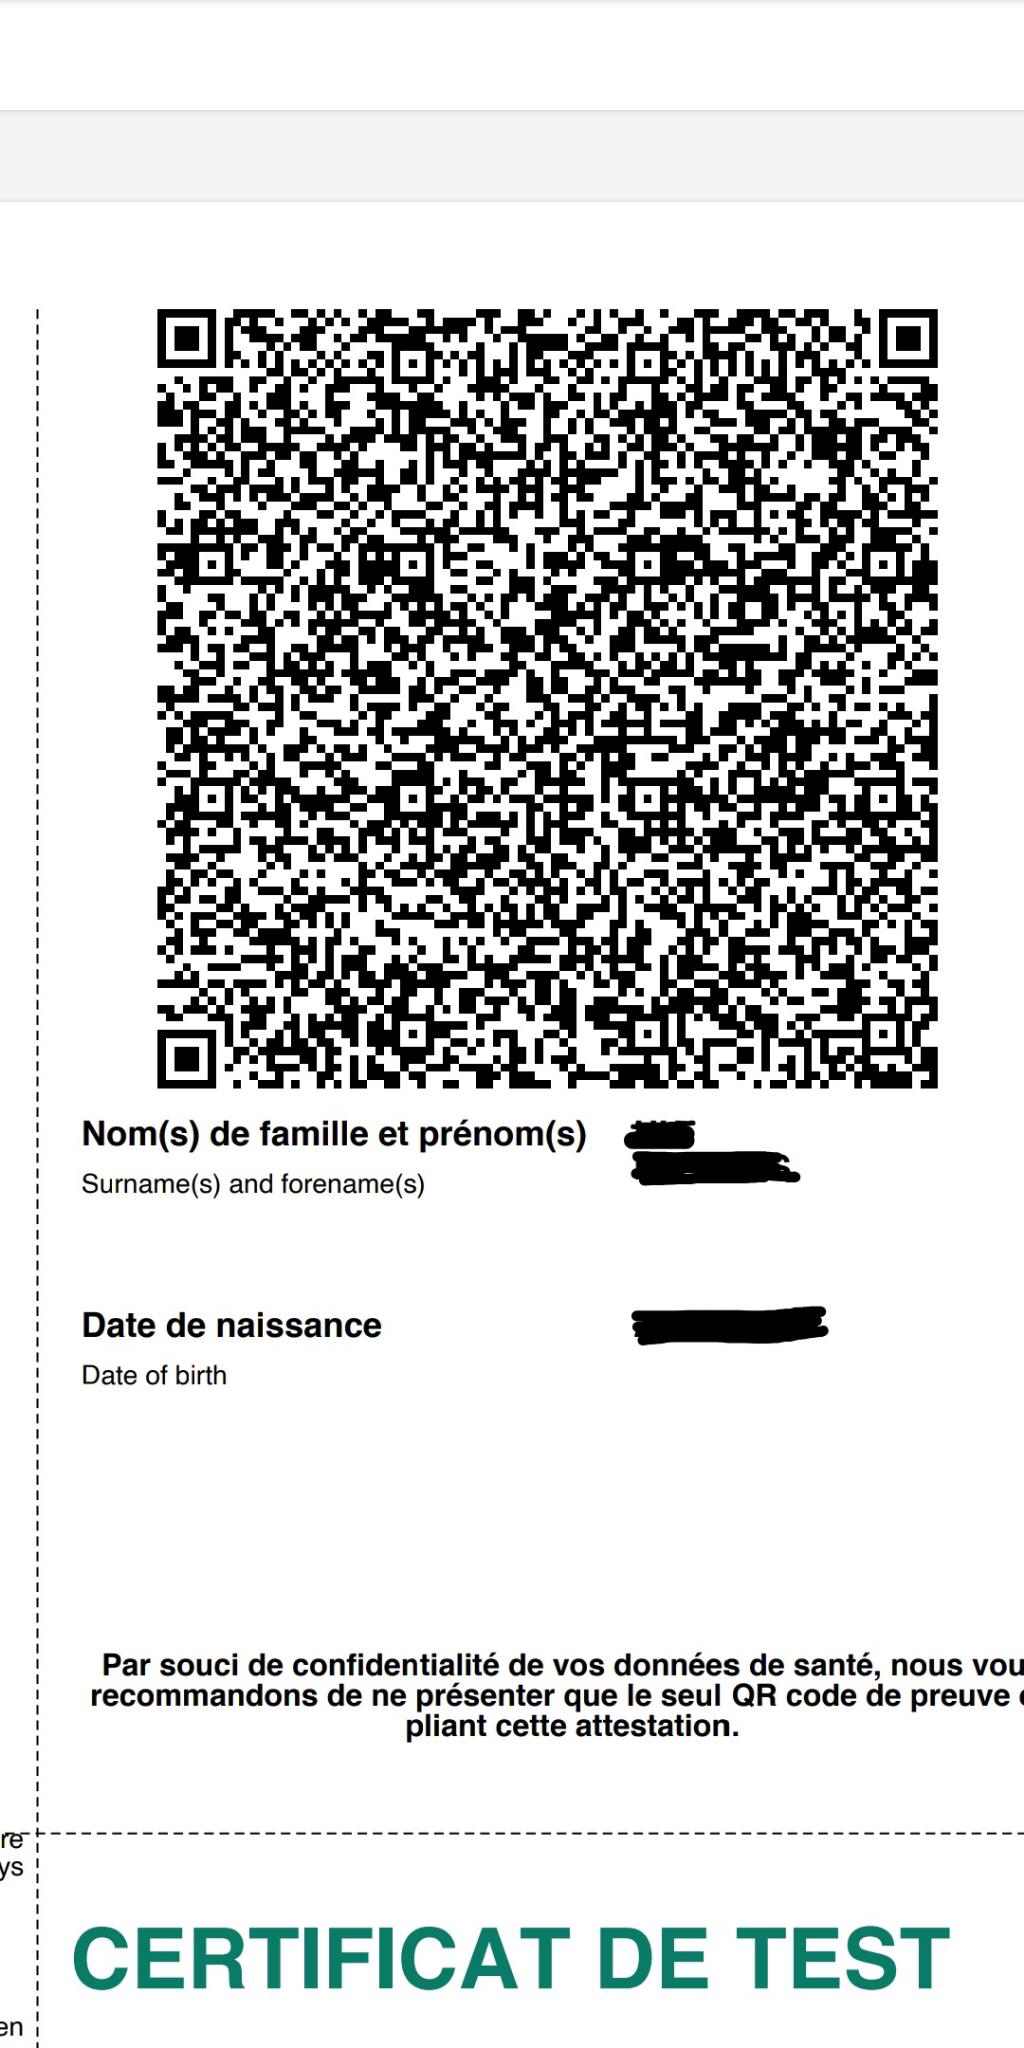 Nom(s) de famille et prénom(s)
Surname(s) and forename(s)
Date de naissance
Date of birth
Par souci de confidentialité de vos données de santé, nous vou
recommandons de ne présenter que le seul QR code de preuve e
pliant cette attestation.
re
ys
CERTIFICAT DE TEST
en